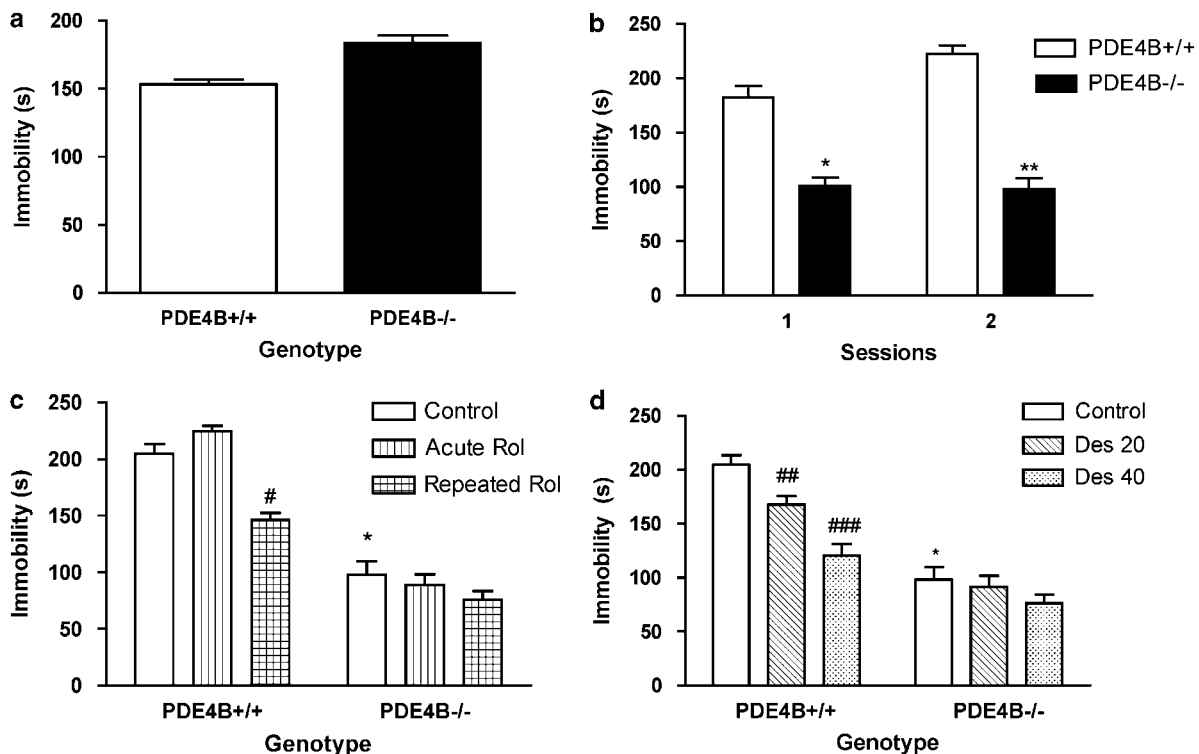 a
200
150
100
50
0
Immobility (s)
PDE4B+/+ PDE4B-/-
Genotype
b
250
200
150
100
50
0
Immobility (s)
PDE4B+/+
PDE4B-/-
*
**
1 2
Sessions
c
250
200
150
100
50
0
Immobility (s)
Control
Acute Rol
Repeated Rol
#
*
PDE4B+/+ PDE4B-/-
Genotype
d
250
200
150
100
50
0
Immobility (s)
Control
Des 20
Des 40
##
###
*
PDE4B+/+ PDE4B-/-
Genotype